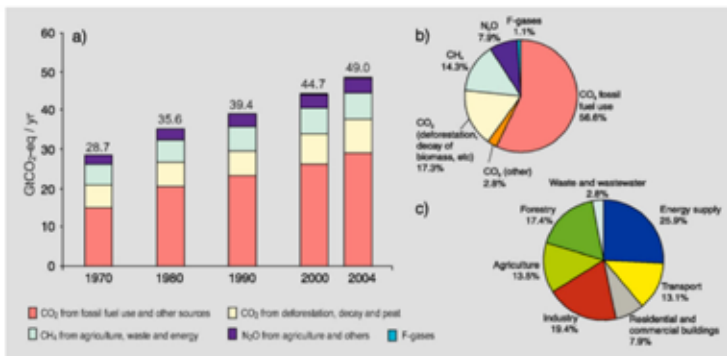 a)
GtCO₂-eq / yr
60
50
40
30
20
10
0
28.7
35.6
39.4
44.7
49.0
1970
1980
1990
2000
2004
CO₂ from fossil fuel use and other sources
CO₂ from deforestation, decay and peat
CH₄ from agriculture, waste and energy
N₂O from agriculture and others
F-gases
b)
F-gases
1.1%
N₂O
7.9%
CH₄
14.3%
CO₂ fossil
fuel use
56.6%
CO₂
(deforestation,
decay of
biomass, etc)
17.3%
CO₂ (other)
2.8%
c)
Waste and wastewater
2.8%
Forestry
17.4%
Energy supply
25.9%
Agriculture
13.5%
Transport
13.1%
Industry
19.4%
Residential and
commercial buildings
7.9%